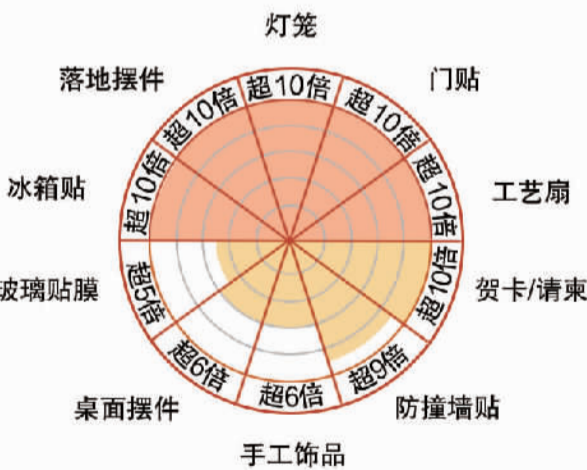 灯笼
落地摆件
门贴
超10倍
超10倍
超10倍
冰箱贴
超10倍
超10倍
工艺扇
玻璃贴膜
超5倍
超10倍
贺卡/请柬
超6倍
超6倍
超9倍
桌面摆件
防撞墙贴
手工饰品